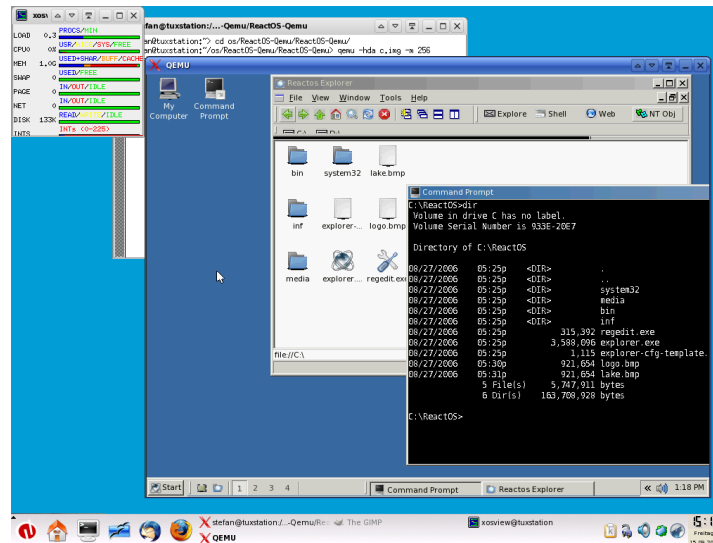 xosv
LOAD 0.3 PROCS/MIN
CPU0 0% USR/NICE/SYS/FREE
MEM 1.0G USED+SHAR/BUFF/CACHE
SWAP 0 USED/FREE
PAGE 0 IN/OUT/IDLE
NET 0 IN/OUT/IDLE
DISK 133K READ/WRITE/IDLE
INTS INTs (0-225)
fan@tuxstation:/...-Qemu/ReactOS-Qemu
an@tuxstation:~> cd os/ReactOS-Qemu/ReactOS-Qemu/
an@tuxstation:~/os/ReactOS-Qemu/ReactOS-Qemu> qemu -hda c.img -m 256
QEMU
My Computer
Command Prompt
Reactos Explorer
File View Window Tools Help
Explore Shell Web NT Obj
C:\ D:\
bin system32 lake.bmp
inf explorer-... logo.bmp
media explorer.... regedit.exe
file://C:\
Command Prompt
C:\ReactOS>dir
Volume in drive C has no label.
Volume Serial Number is 933E-20E7
Directory of C:\ReactOS
08/27/2006 05:25p <DIR> .
08/27/2006 05:25p <DIR> ..
08/27/2006 05:25p <DIR> system32
08/27/2006 05:25p <DIR> media
08/27/2006 05:25p <DIR> bin
08/27/2006 05:25p <DIR> inf
08/27/2006 05:25p 315,392 regedit.exe
08/27/2006 05:25p 3,588,096 explorer.exe
08/27/2006 05:25p 1,115 explorer-cfg-template.
08/27/2006 05:30p 921,654 logo.bmp
08/27/2006 05:31p 921,654 lake.bmp
5 File(s) 5,747,911 bytes
6 Dir(s) 163,708,928 bytes
C:\ReactOS>
Start 1 2 3 4 Command Prompt Reactos Explorer 1:18 PM
stefan@tuxstation:/...-Qemu/Rea The GIMP xosview@tuxstation
QEMU
Freitag